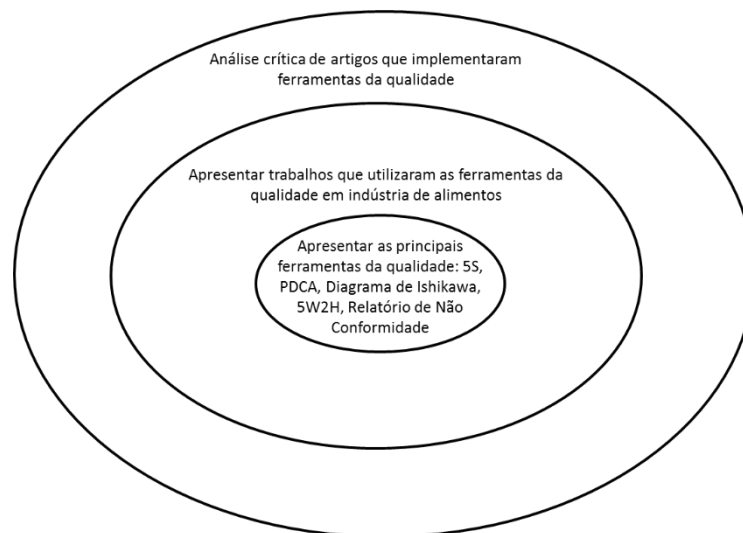 Análise crítica de artigos que implementaram
ferramentas da qualidade
Apresentar trabalhos que utilizaram as ferramentas da
qualidade em indústria de alimentos
Apresentar as principais
ferramentas da qualidade: 5S,
PDCA, Diagrama de Ishikawa,
5W2H, Relatório de Não
Conformidade